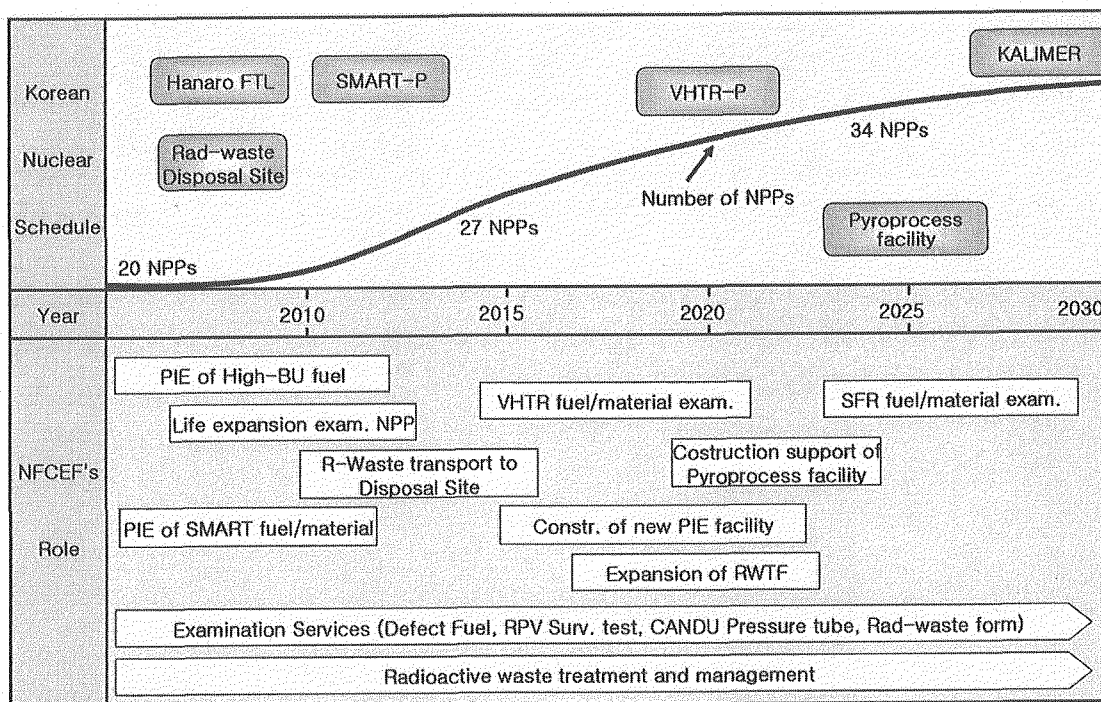 Korean
Nuclear
Schedule
Hanaro FTL
SMART-P
VHTR-P
KALIMER
Rad-waste
Disposal Site
34 NPPs
Number of NPPs
27 NPPs
Pyroprocess
facility
20 NPPs
Year
2010
2015
2020
2025
2030
NFCEF's
Role
PIE of High-BU fuel
VHTR fuel/material exam.
SFR fuel/material exam.
Life expansion exam. NPP
R-Waste transport to
Disposal Site
Costruction support of
Pyroprocess facility
PIE of SMART fuel/material
Constr. of new PIE facility
Expansion of RWTF
Examination Services (Defect Fuel, RPV Surv. test, CANDU Pressure tube, Rad-waste form)
Radioactive waste treatment and management